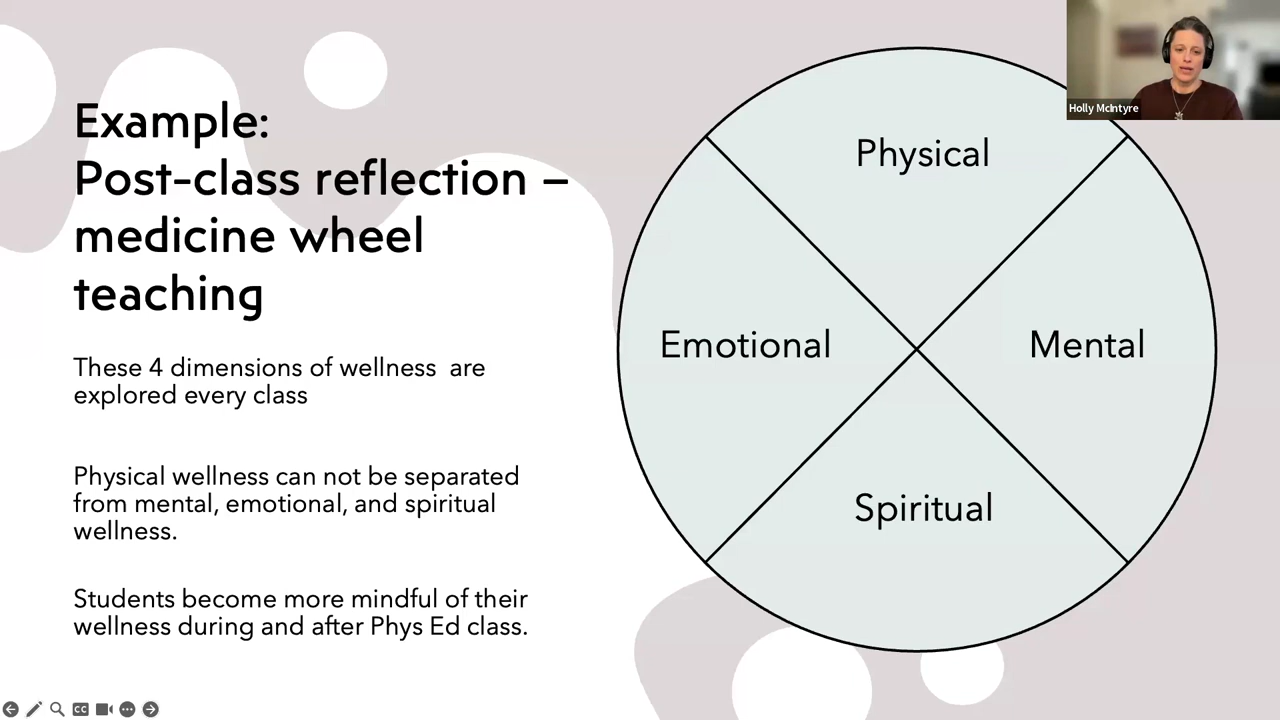 Example:
Post-class reflection –
medicine wheel
teaching
These 4 dimensions of wellness  are
explored every class
Physical wellness can not be separated
from mental, emotional, and spiritual
wellness.
Students become more mindful of their
wellness during and after Phys Ed class.
Physical
Emotional
Mental
Spiritual
Holly McIntyre
CC